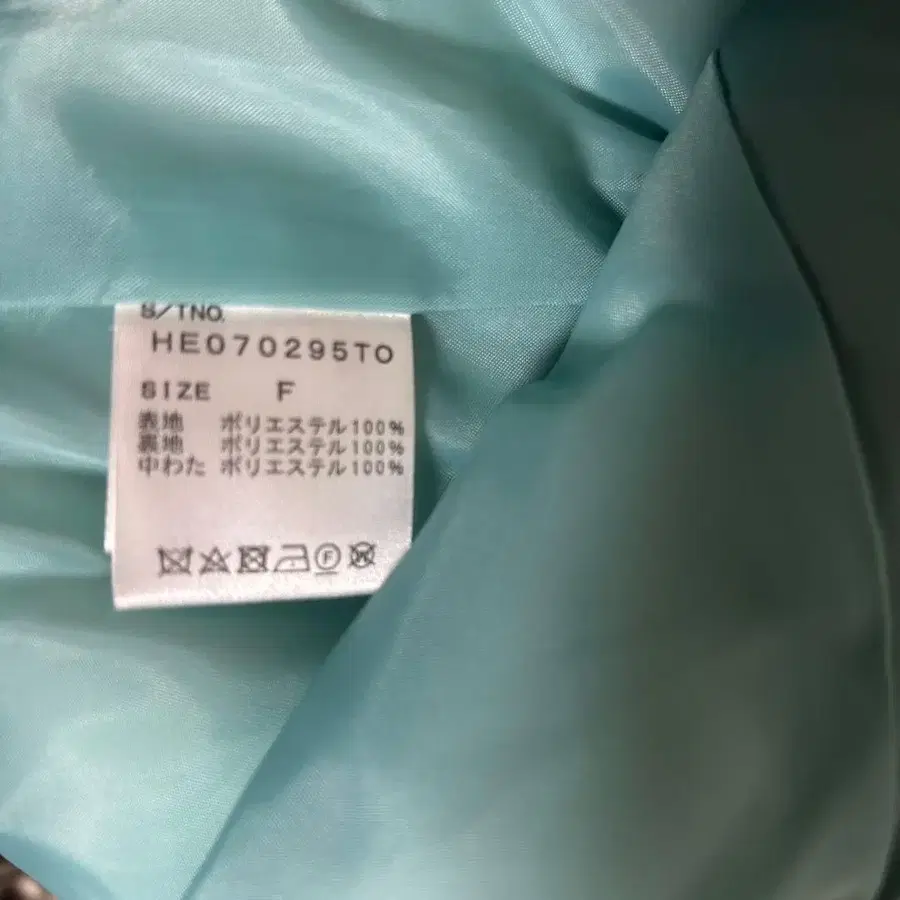 S/TNO.
HE070295TO
SIZE F
表地 ポリエステル100%
裏地 ポリエステル100%
中わた ポリエステル100%
F